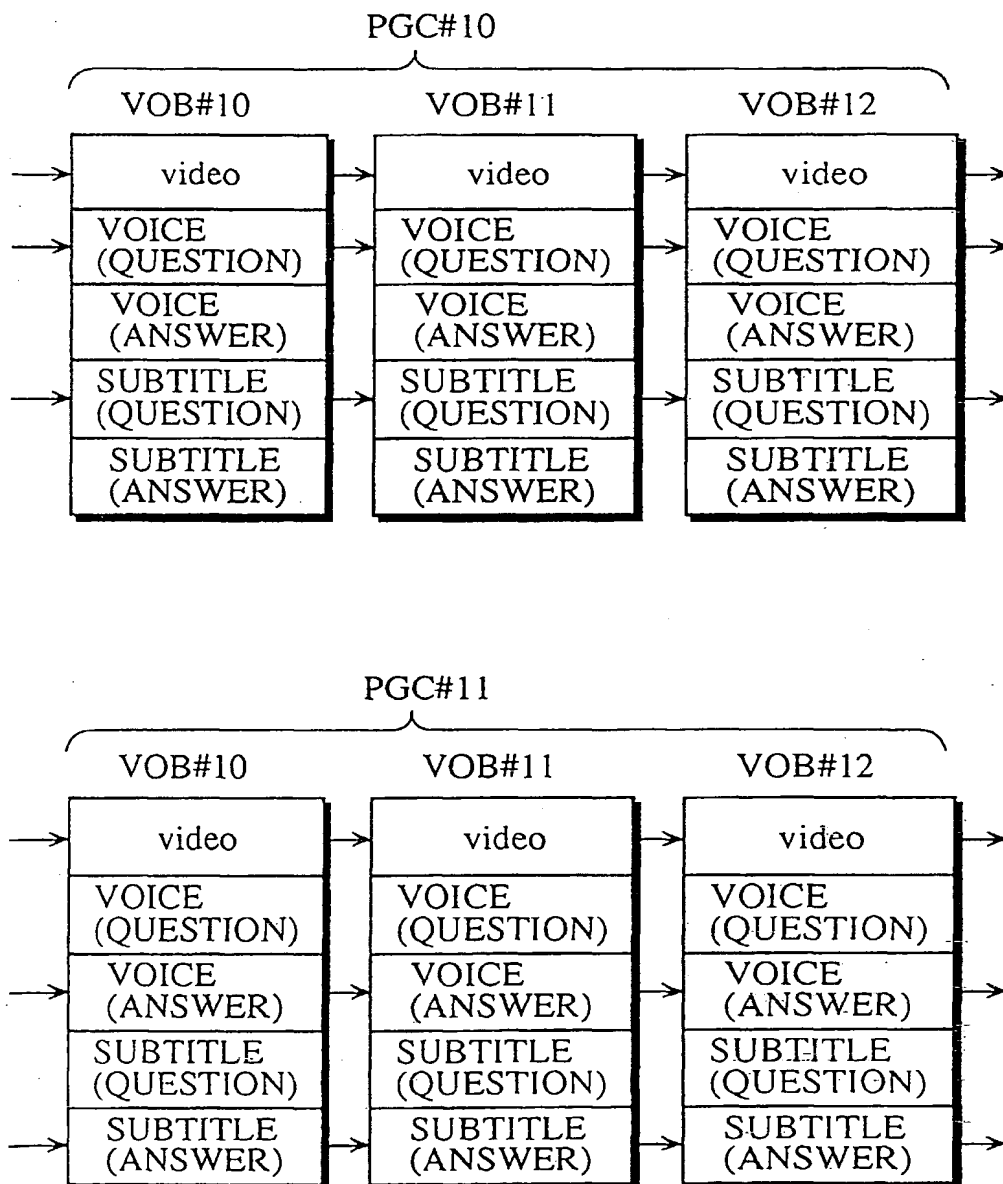 PGC#10
VOB#10 VOB#11 VOB#12
video video video
VOICE VOICE VOICE
(QUESTION) (QUESTION) (QUESTION)
VOICE VOICE VOICE
(ANSWER) (ANSWER) (ANSWER)
SUBTITLE SUBTITLE SUBTITLE
(QUESTION) (QUESTION) (QUESTION)
SUBTITLE SUBTITLE SUBTITLE
(ANSWER) (ANSWER) (ANSWER)
PGC#11
VOB#10 VOB#11 VOB#12
video video video
VOICE VOICE VOICE
(QUESTION) (QUESTION) (QUESTION)
VOICE VOICE VOICE
(ANSWER) (ANSWER) (ANSWER)
SUBTITLE SUBTITLE SUBTITLE
(QUESTION) (QUESTION) (QUESTION)
SUBTITLE SUBTITLE SUBTITLE
(ANSWER) (ANSWER) (ANSWER)